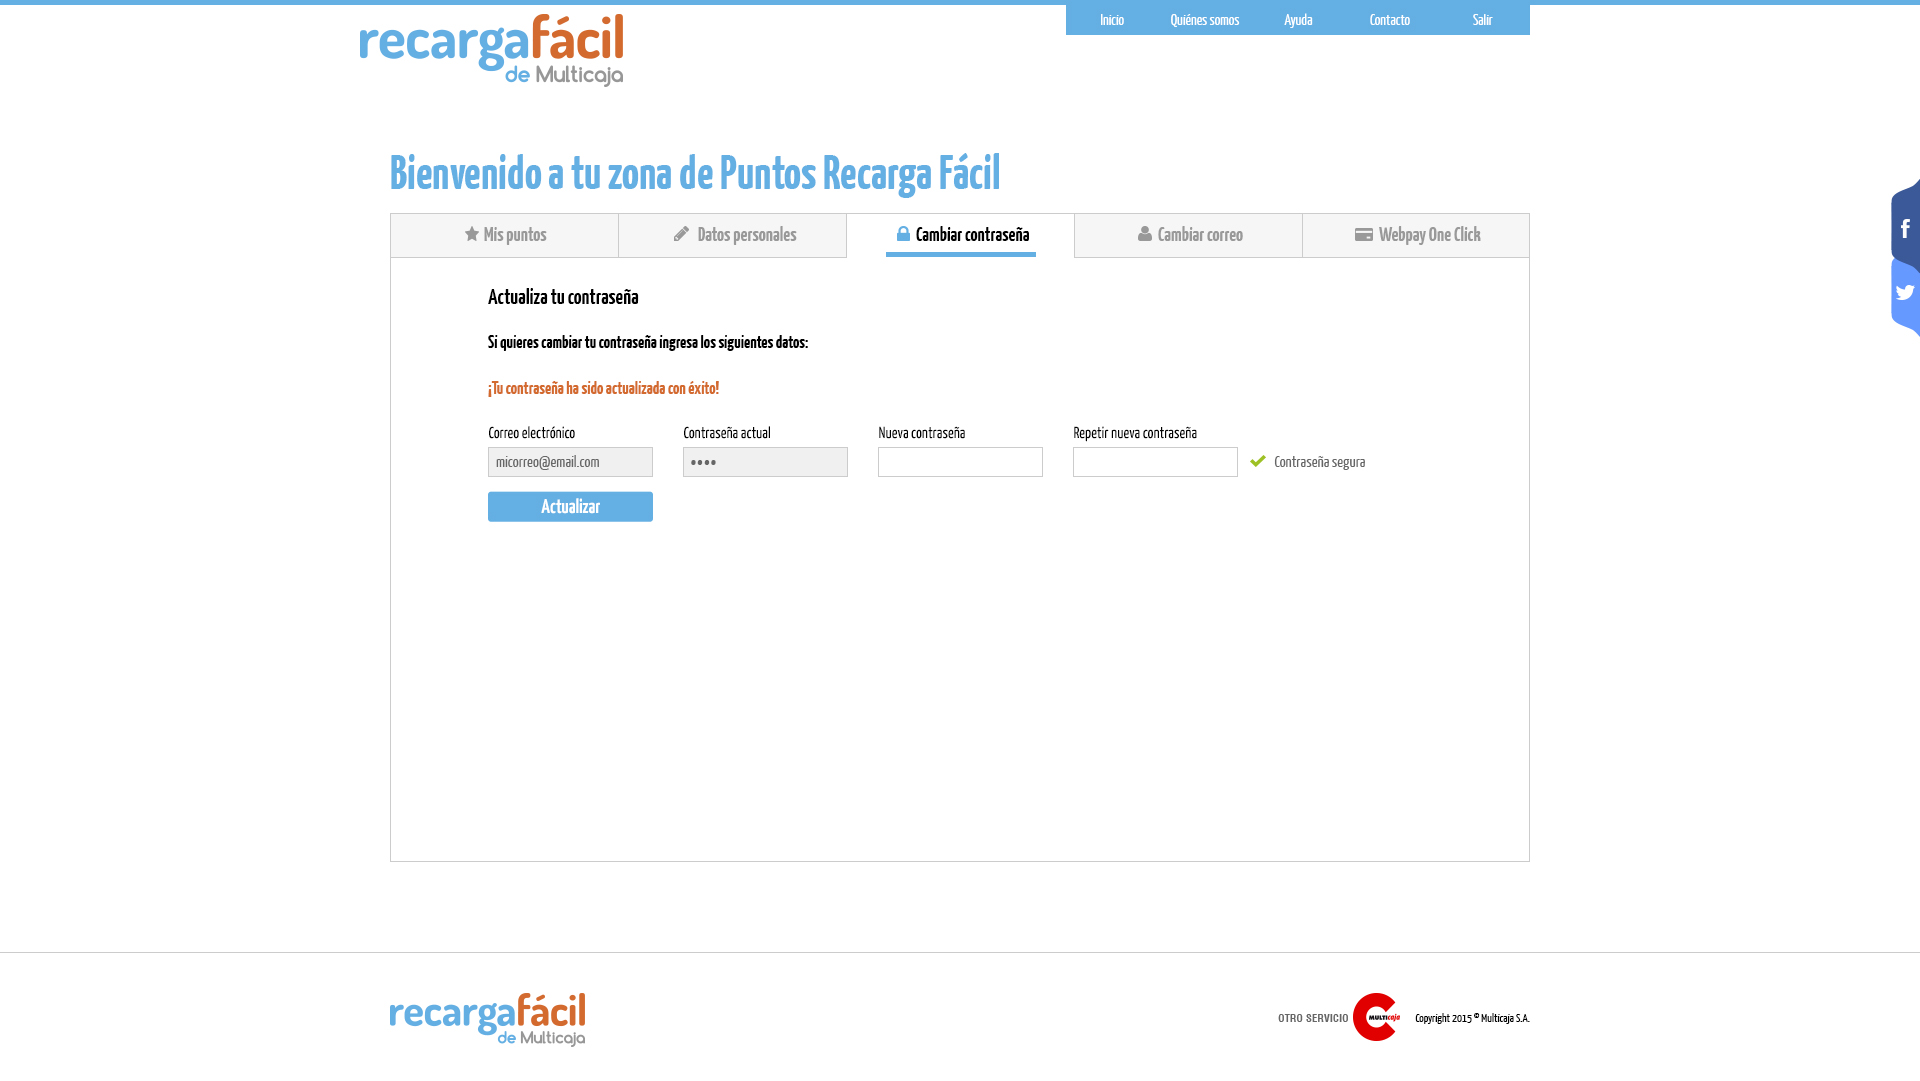 recargafácil
de Multicaja
Inicio Quiénes somos Ayuda Contacto Salir
Bienvenido a tu zona de Puntos Recarga Fácil
Mis puntos Datos personales Cambiar contraseña Cambiar correo Webpay One Click
Actualiza tu contraseña
Si quieres cambiar tu contraseña ingresa los siguientes datos:
¡Tu contraseña ha sido actualizada con éxito!
Correo electrónico Contraseña actual Nueva contraseña Repetir nueva contraseña
micorreo@email.com •••• Contraseña segura
Actualizar
recargafácil
de Multicaja
OTRO SERVICIO MULTIcaja Copyright 2015 © Multicaja S.A.